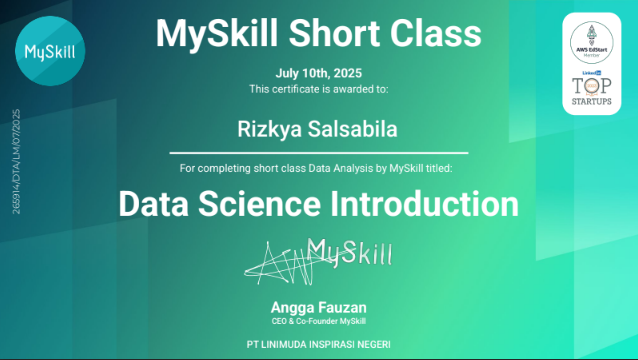 MySkill
MySkill Short Class
AWS EdStart
Member
LinkedIn
TOP
STARTUPS
July 10th, 2025
This certificate is awarded to:
Rizkya Salsabila
265914/DTA/LM/07/2025
For completing short class Data Analysis by MySkill titled:
Data Science Introduction
MySkill
Angga Fauzan
CEO & Co-Founder MySkill
PT LINIMUDA INSPIRASI NEGERI